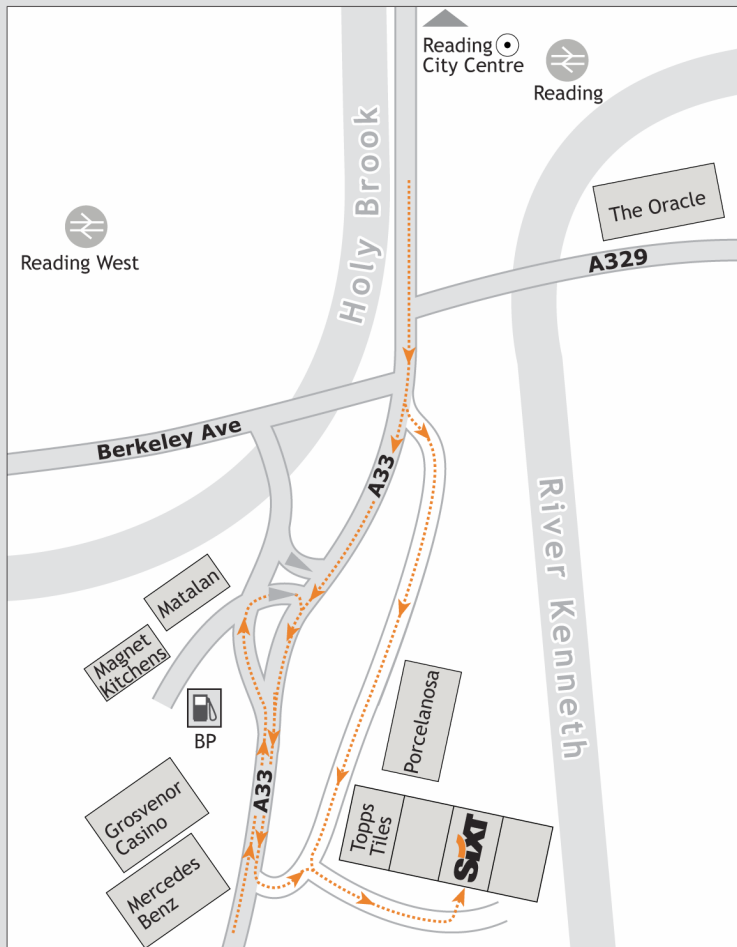 Reading
City Centre
Reading
The Oracle
Holy Brook
Reading West
A329
Berkeley Ave
A33
River Kenneth
Matalan
Magnet
Kitchens
BP
Porcelanosa
A33
Grosvenor
Casino
Topps
Tiles
SIXT
Mercedes
Benz